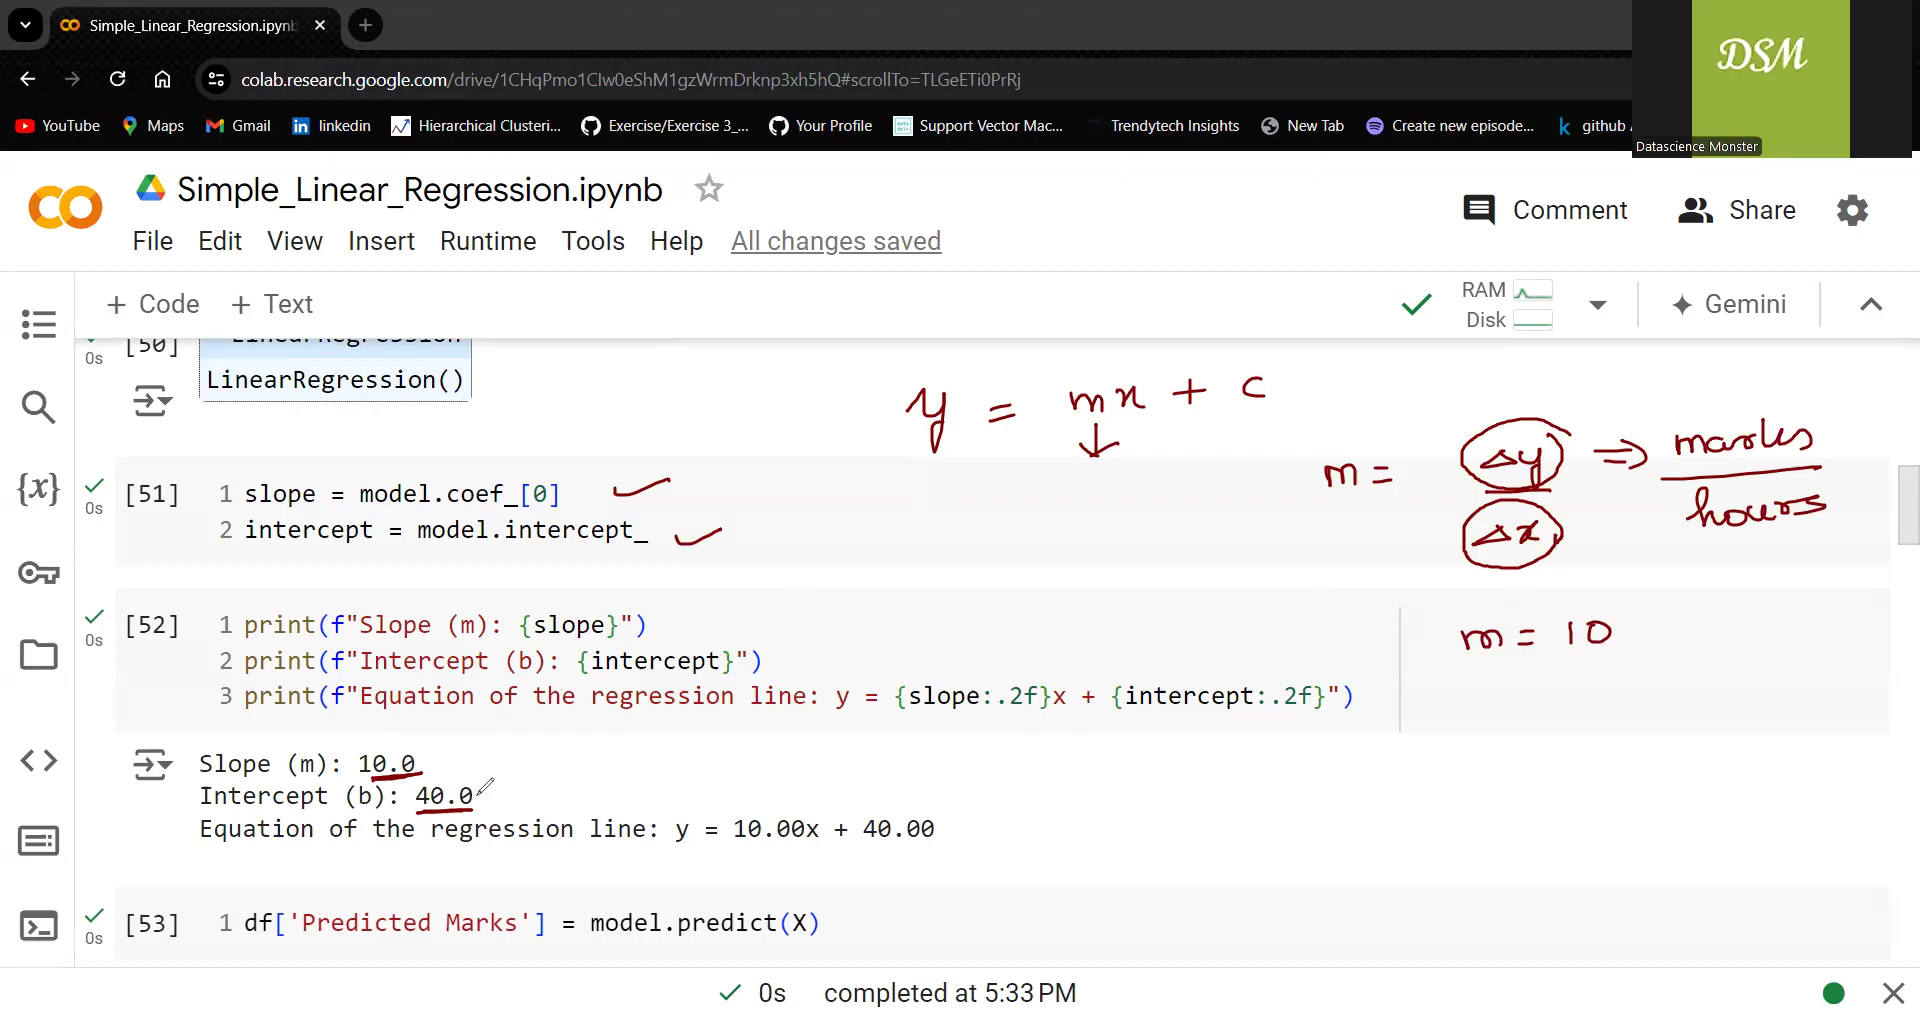 Simple_Linear_Regression.ipynb
colab.research.google.com/drive/1CHqPmo1CIw0eShM1gzWrmDrknp3xh5hQ#scrollTo=TLGeETi0PrRj
DSM
Datascience Monster
YouTube Maps Gmail linkedin Hierarchical Clusteri... Exercise/Exercise 3_... Your Profile Support Vector Mac... Trendytech Insights New Tab Create new episode... github
Simple_Linear_Regression.ipynb
Comment Share
File Edit View Insert Runtime Tools Help All changes saved
+ Code + Text
RAM
Disk
Gemini
0s [50] LinearRegression
LinearRegression()
y = mx + c
m = Δy / Δx ⇒ marks / hours
0s [51] 1 slope = model.coef_[0]
2 intercept = model.intercept_
0s [52] 1 print(f"Slope (m): {slope}")
2 print(f"Intercept (b): {intercept}")
3 print(f"Equation of the regression line: y = {slope:.2f}x + {intercept:.2f}")
m = 10
Slope (m): 10.0
Intercept (b): 40.0
Equation of the regression line: y = 10.00x + 40.00
0s [53] 1 df['Predicted Marks'] = model.predict(X)
0s completed at 5:33 PM